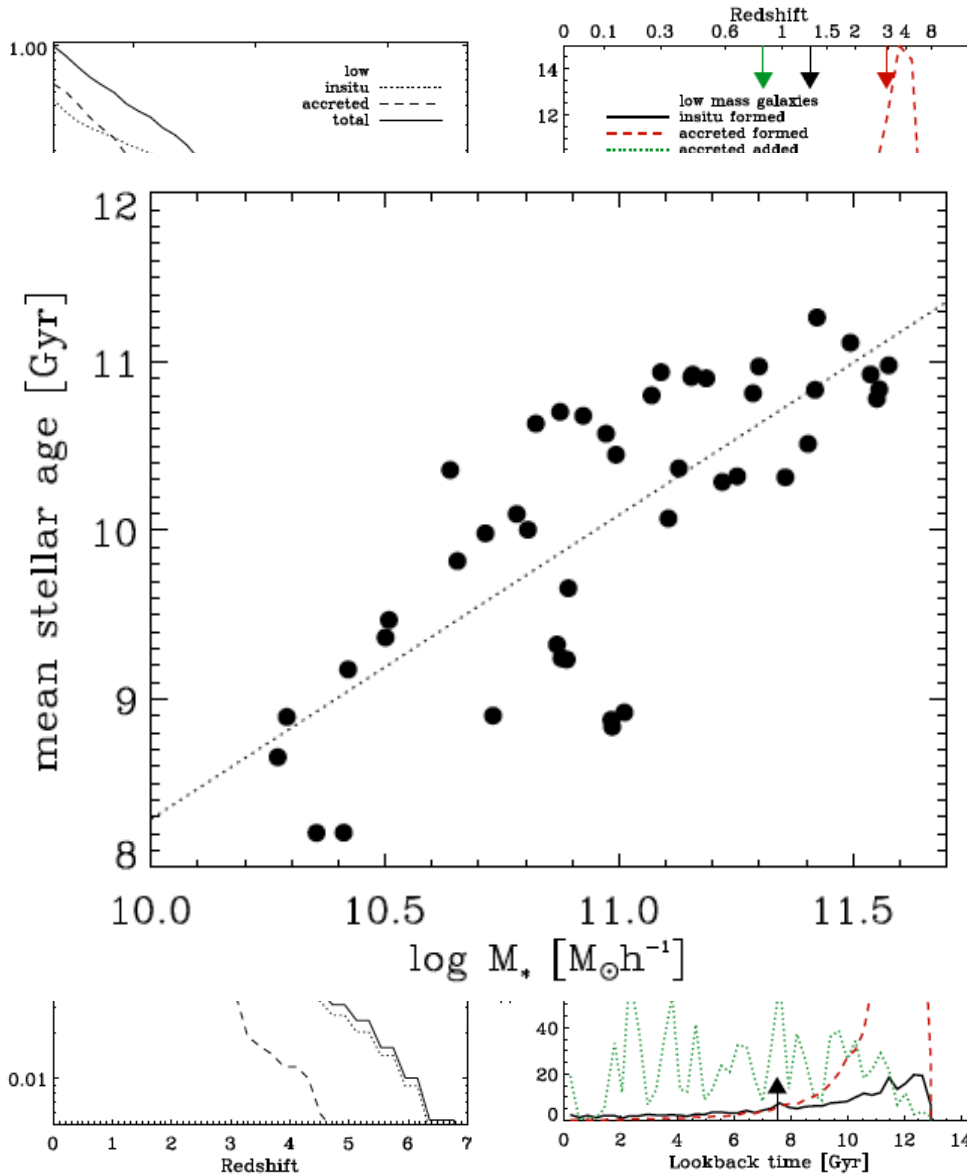 Redshift
0 0.1 0.3 0.6 1 1.5 2 3 4 8
1.00
low
insitu
accreted
total
14
12
low mass galaxies
insitu formed
accreted formed
accreted added
12
11
10
9
8
mean stellar age [Gyr]
10.0 10.5 11.0 11.5
log M* [M⊙h⁻¹]
0.01
0 1 2 3 4 5 6 7
Redshift
40
20
0
0 2 4 6 8 10 12 14
Lookback time [Gyr]